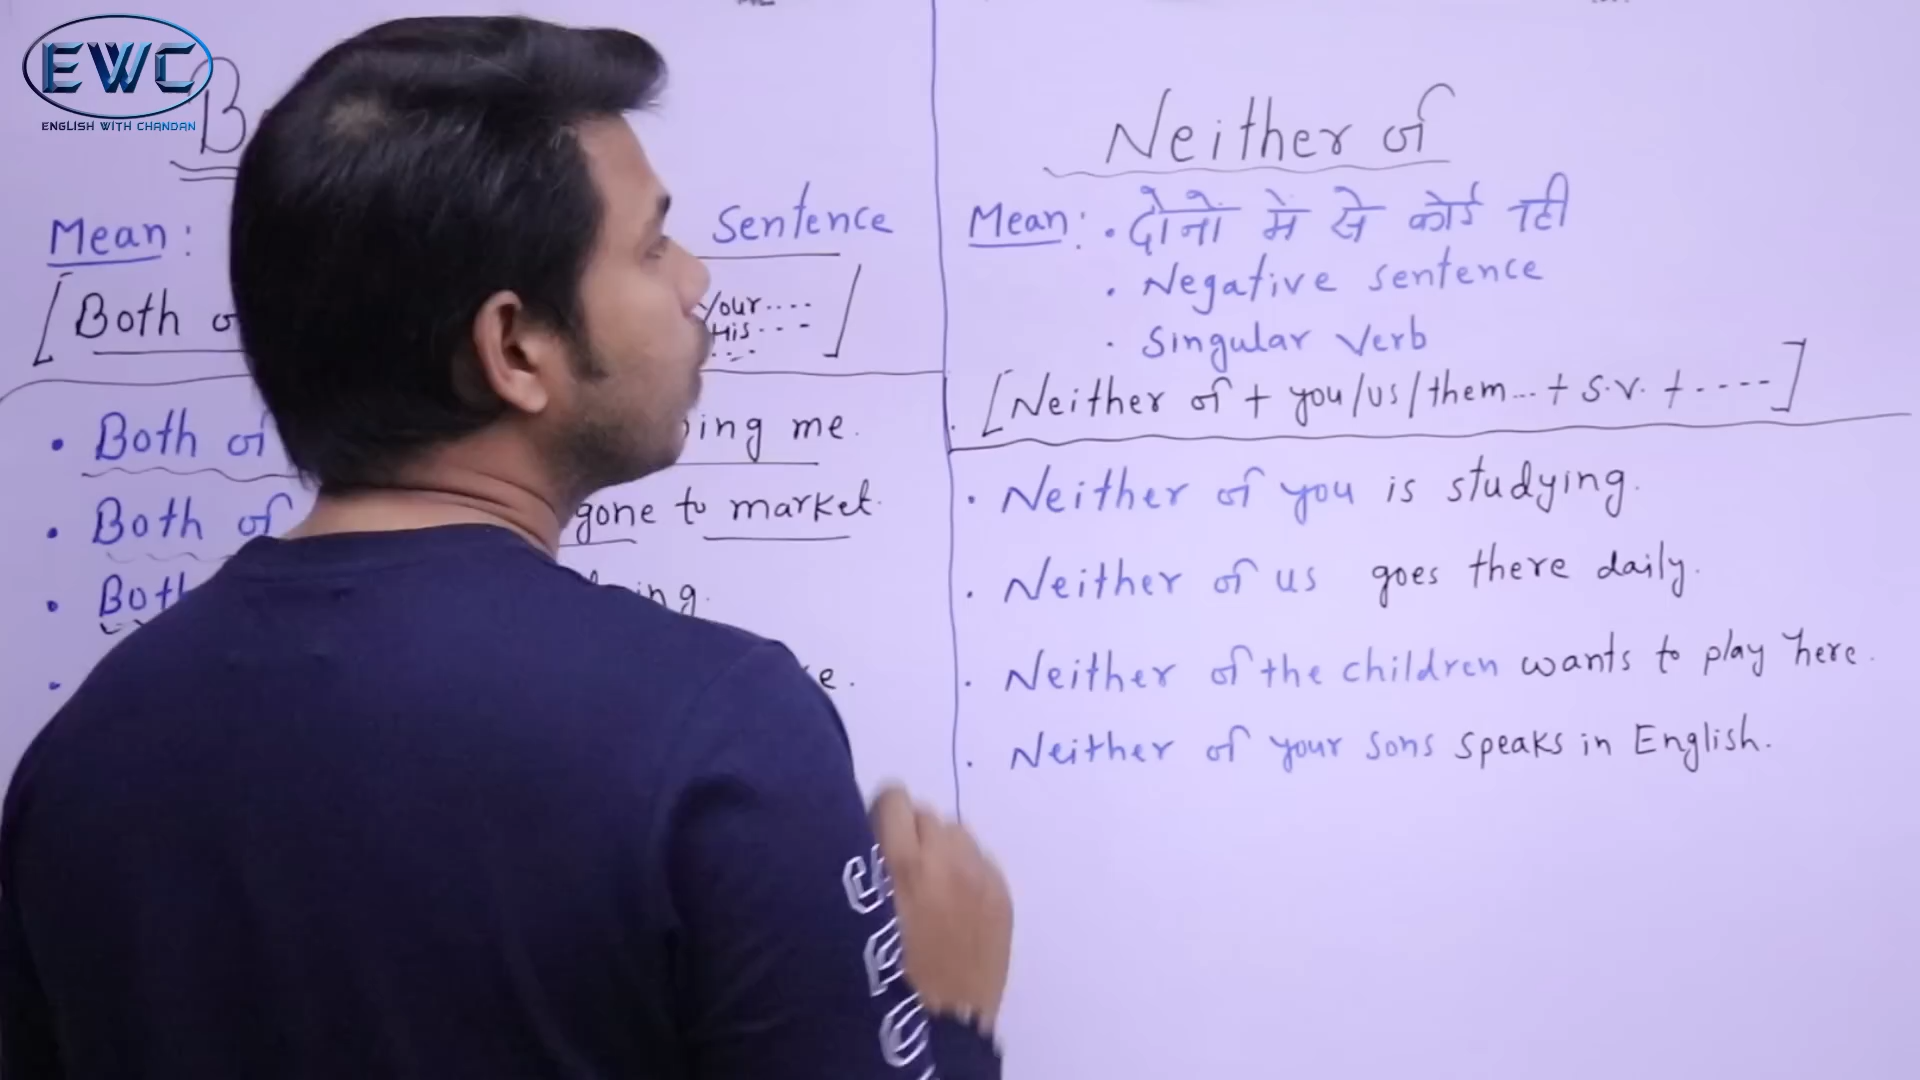 EWC
ENGLISH WITH CHANDAN
Mean:
Sentence
[Both
Your....
His...-
]
• Both of
ing me.
• Both of
gone to market.
• Both
ing.
•
e.
Neither of
Mean: • दोनो मे से कोई नही
• Negative sentence
• Singular Verb
[Neither of + you/us/them... + S.V. + ----]
• Neither of you is studying.
• Neither of us goes there daily.
• Neither of the children wants to play here.
• Neither of your sons speaks in English.